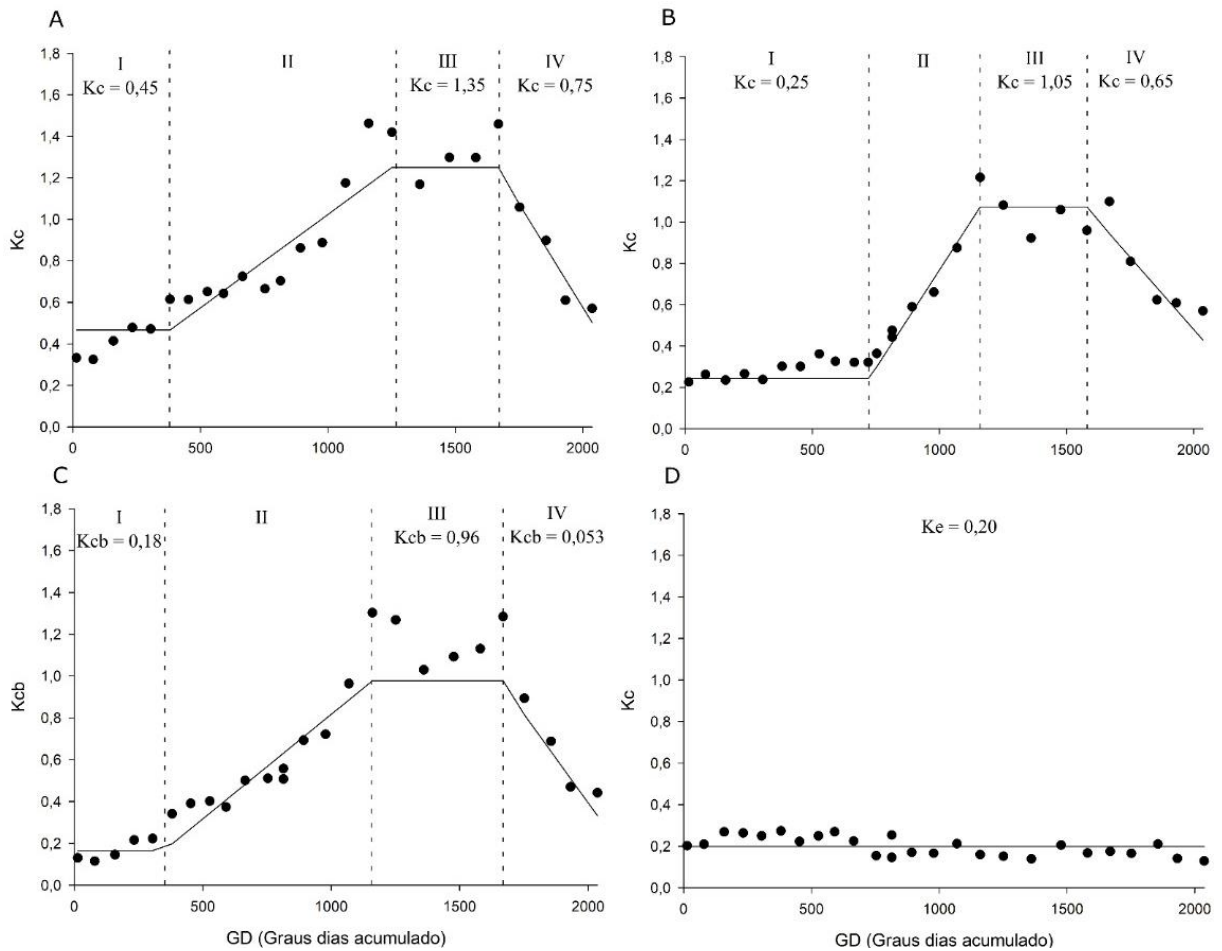 A
I
II
III
IV
Kc = 0,45
Kc = 1,35
Kc = 0,75
1,8
1,6
1,4
1,2
1,0
0,8
0,6
0,4
0,2
0,0
Kc
0
500
1000
1500
2000
B
I
II
III
IV
Kc = 0,25
Kc = 1,05
Kc = 0,65
1,8
1,6
1,4
1,2
1,0
0,8
0,6
0,4
0,2
0,0
Kc
0
500
1000
1500
2000
C
I
II
III
IV
Kcb = 0,18
Kcb = 0,96
Kcb = 0,053
1,8
1,6
1,4
1,2
1,0
0,8
0,6
0,4
0,2
0,0
Kcb
0
500
1000
1500
2000
GD (Graus dias acumulado)
D
Ke = 0,20
1,8
1,6
1,4
1,2
1,0
0,8
0,6
0,4
0,2
0,0
Kc
0
500
1000
1500
2000
GD (Graus dias acumulado)